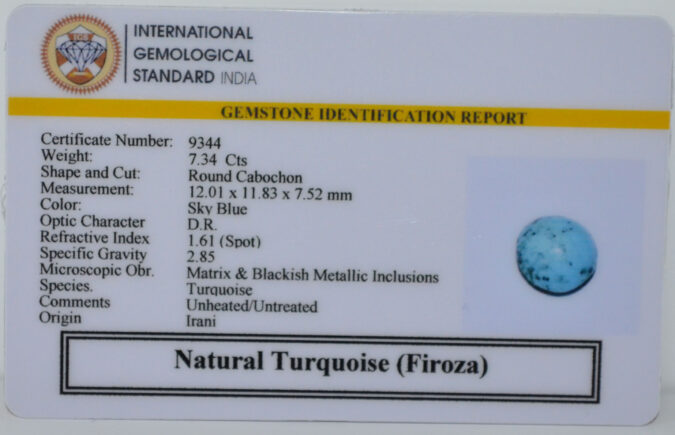 IGS
INTERNATIONAL
GEMOLOGICAL
STANDARD INDIA
GEMSTONE IDENTIFICATION REPORT
Certificate Number: 9344
Weight: 7.34 Cts
Shape and Cut: Round Cabochon
Measurement: 12.01 x 11.83 x 7.52 mm
Color: Sky Blue
Optic Character D.R.
Refractive Index 1.61 (Spot)
Specific Gravity 2.85
Microscopic Obr. Matrix & Blackish Metallic Inclusions
Species. Turquoise
Comments Unheated/Untreated
Origin Irani
Natural Turquoise (Firoza)